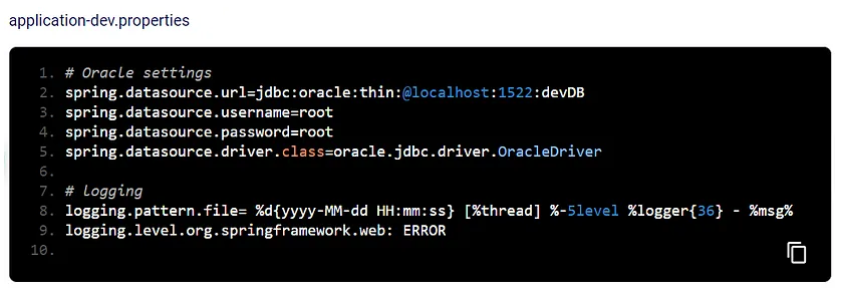 application-dev.properties
1. # Oracle settings
2. spring.datasource.url=jdbc:oracle:thin:@localhost:1522:devDB
3. spring.datasource.username=root
4. spring.datasource.password=root
5. spring.datasource.driver.class=oracle.jdbc.driver.OracleDriver
6.
7. # logging
8. logging.pattern.file= %d{yyyy-MM-dd HH:mm:ss} [%thread] %-5level %logger{36} - %msg%
9. logging.level.org.springframework.web: ERROR
10.